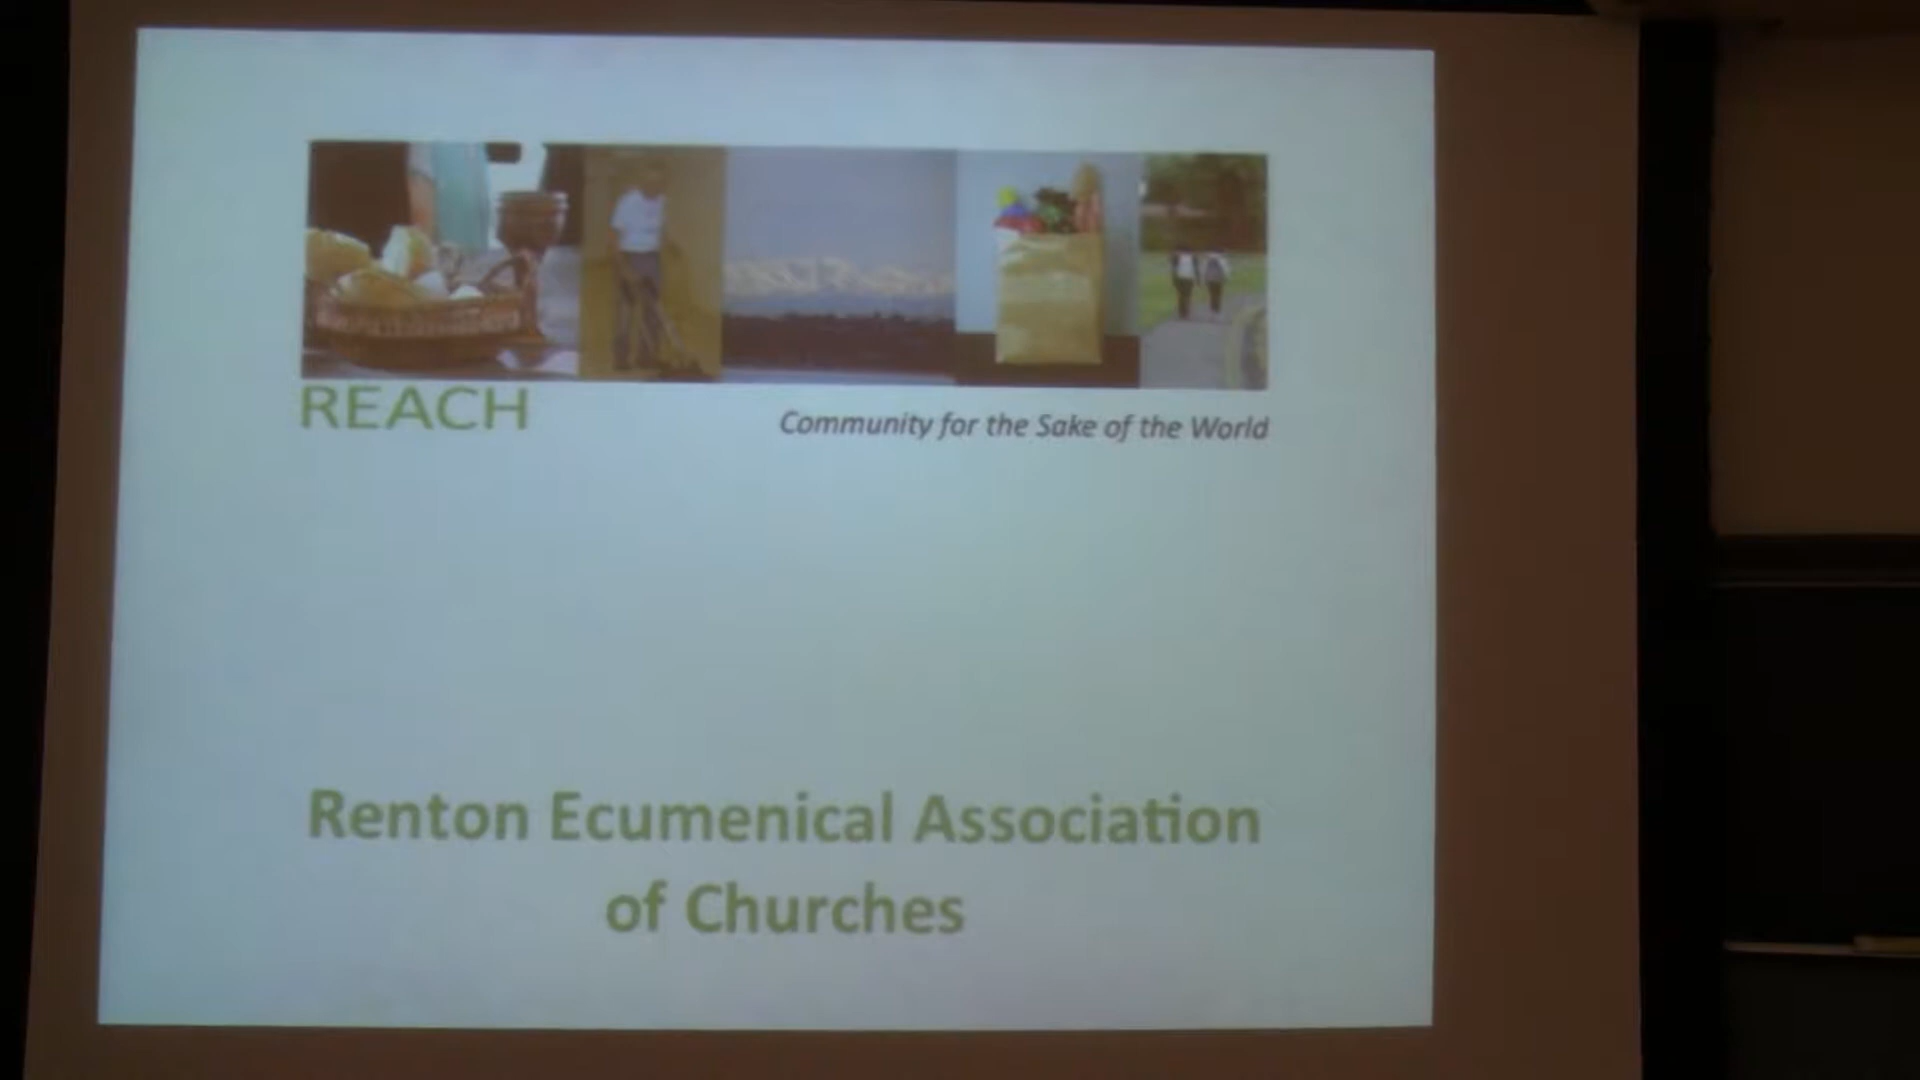 REACH
Community for the Sake of the World
Renton Ecumenical Association
of Churches